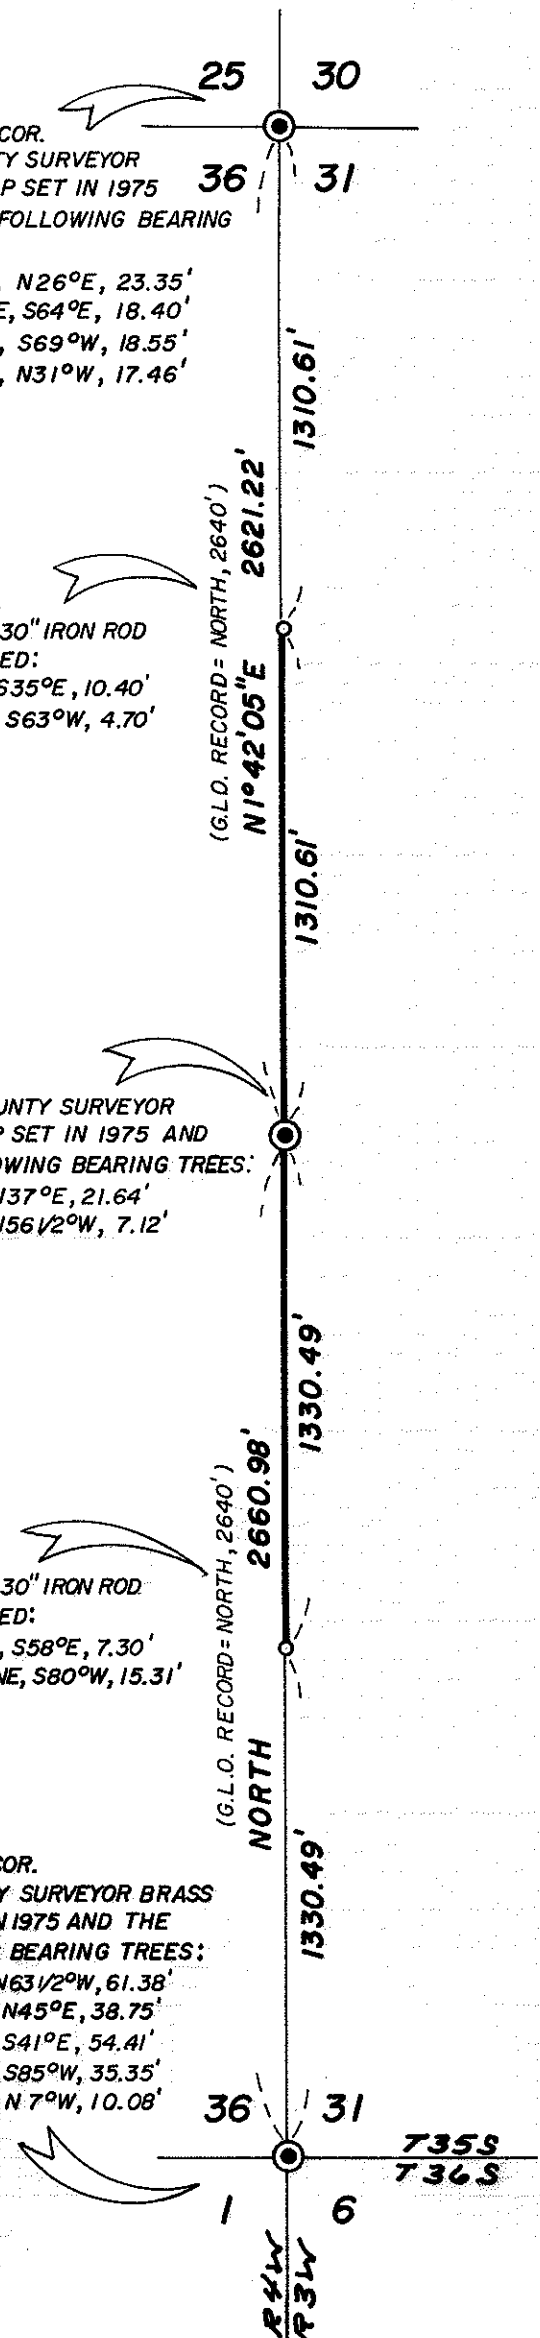 25 30
COR.
TY SURVEYOR
P SET IN 1975
36 31
FOLLOWING BEARING
N26°E, 23.35'
E, S64°E, 18.40'
, S69°W, 18.55'
, N31°W, 17.46'
1310.61'
(G.L.O. RECORD = NORTH, 2640')
N1°42'05"E 2621.22'
30" IRON ROD
ED:
S35°E, 10.40'
S63°W, 4.70'
1310.61'
UNTY SURVEYOR
P SET IN 1975 AND
OWING BEARING TREES:
N37°E, 21.64'
N56 1/2°W, 7.12'
1330.49'
(G.L.O. RECORD = NORTH, 2640')
NORTH 2660.98'
30" IRON ROD
ED:
, S58°E, 7.30'
NE, S80°W, 15.31'
1330.49'
COR.
Y SURVEYOR BRASS
N 1975 AND THE
BEARING TREES:
N63 1/2°W, 61.38'
N45°E, 38.75'
S41°E, 54.41'
S85°W, 35.35'
N 7°W, 10.08'
36 31
T35S
T36S
1 6
R4W
R3W